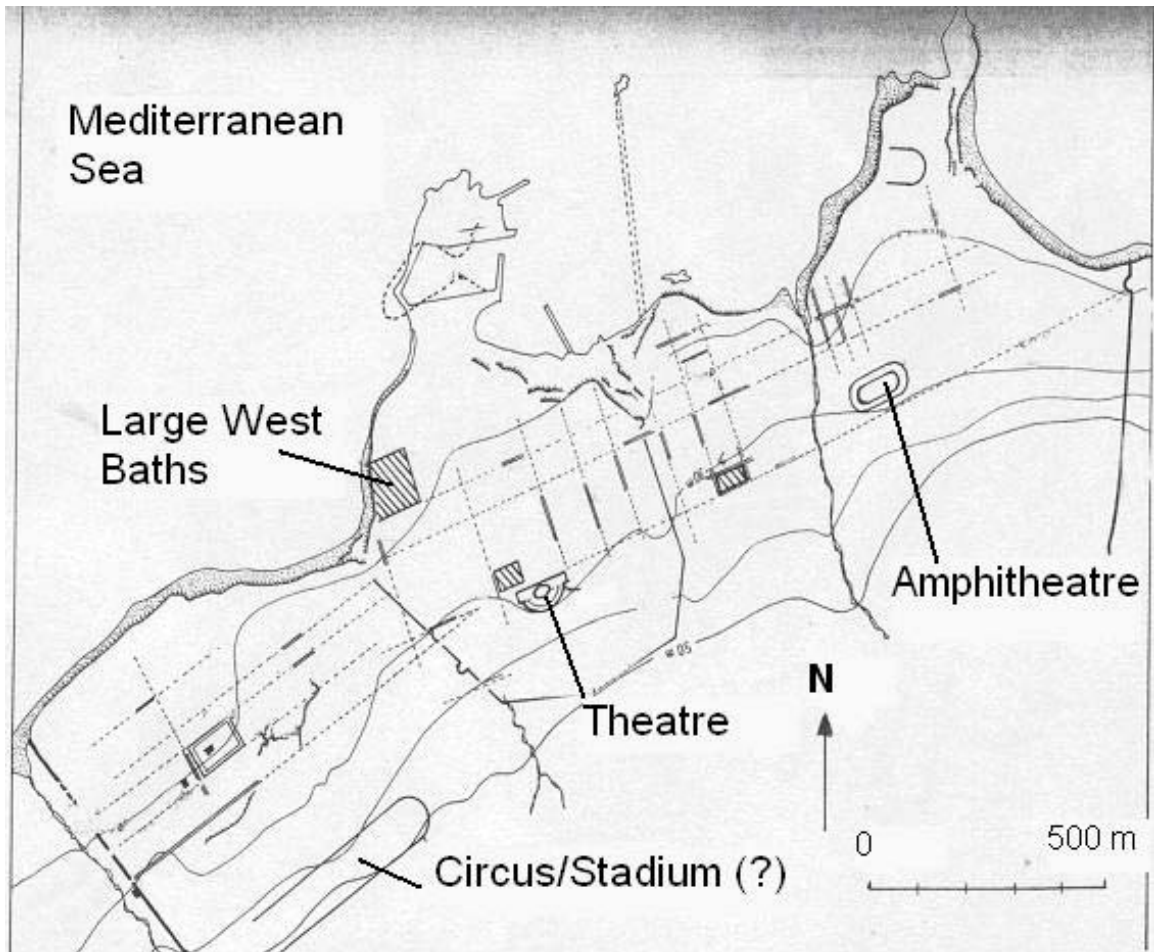 Mediterranean
Sea
Large West
Baths
Amphitheatre
Theatre
N
0
500 m
Circus/Stadium (?)